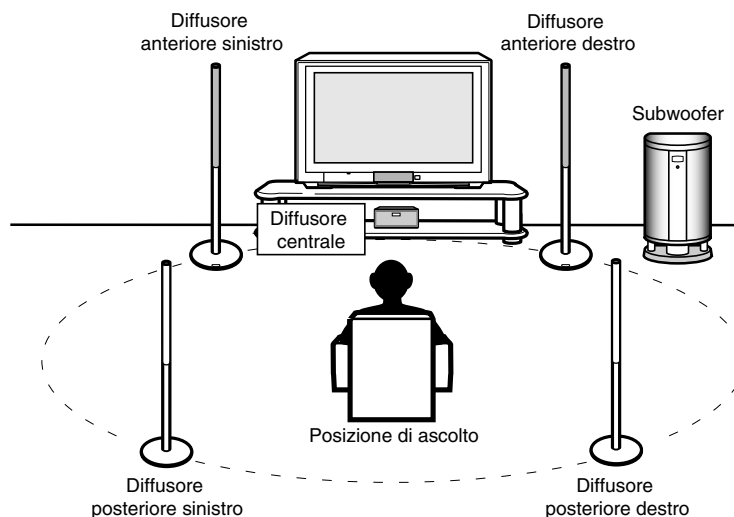 Diffusore
anteriore sinistro
Diffusore
anteriore destro
Subwoofer
Diffusore
centrale
Posizione di ascolto
Diffusore
posteriore sinistro
Diffusore
posteriore destro